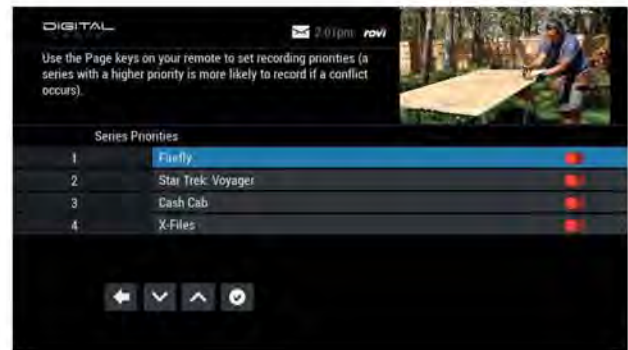 DIGITAL
2:01pm rovi
Use the Page keys on your remote to set recording priorities (a
series with a higher priority is more likely to record if a conflict
occurs).
Series Priorities
1 Firefly
2 Star Trek: Voyager
3 Cash Cab
4 X-Files